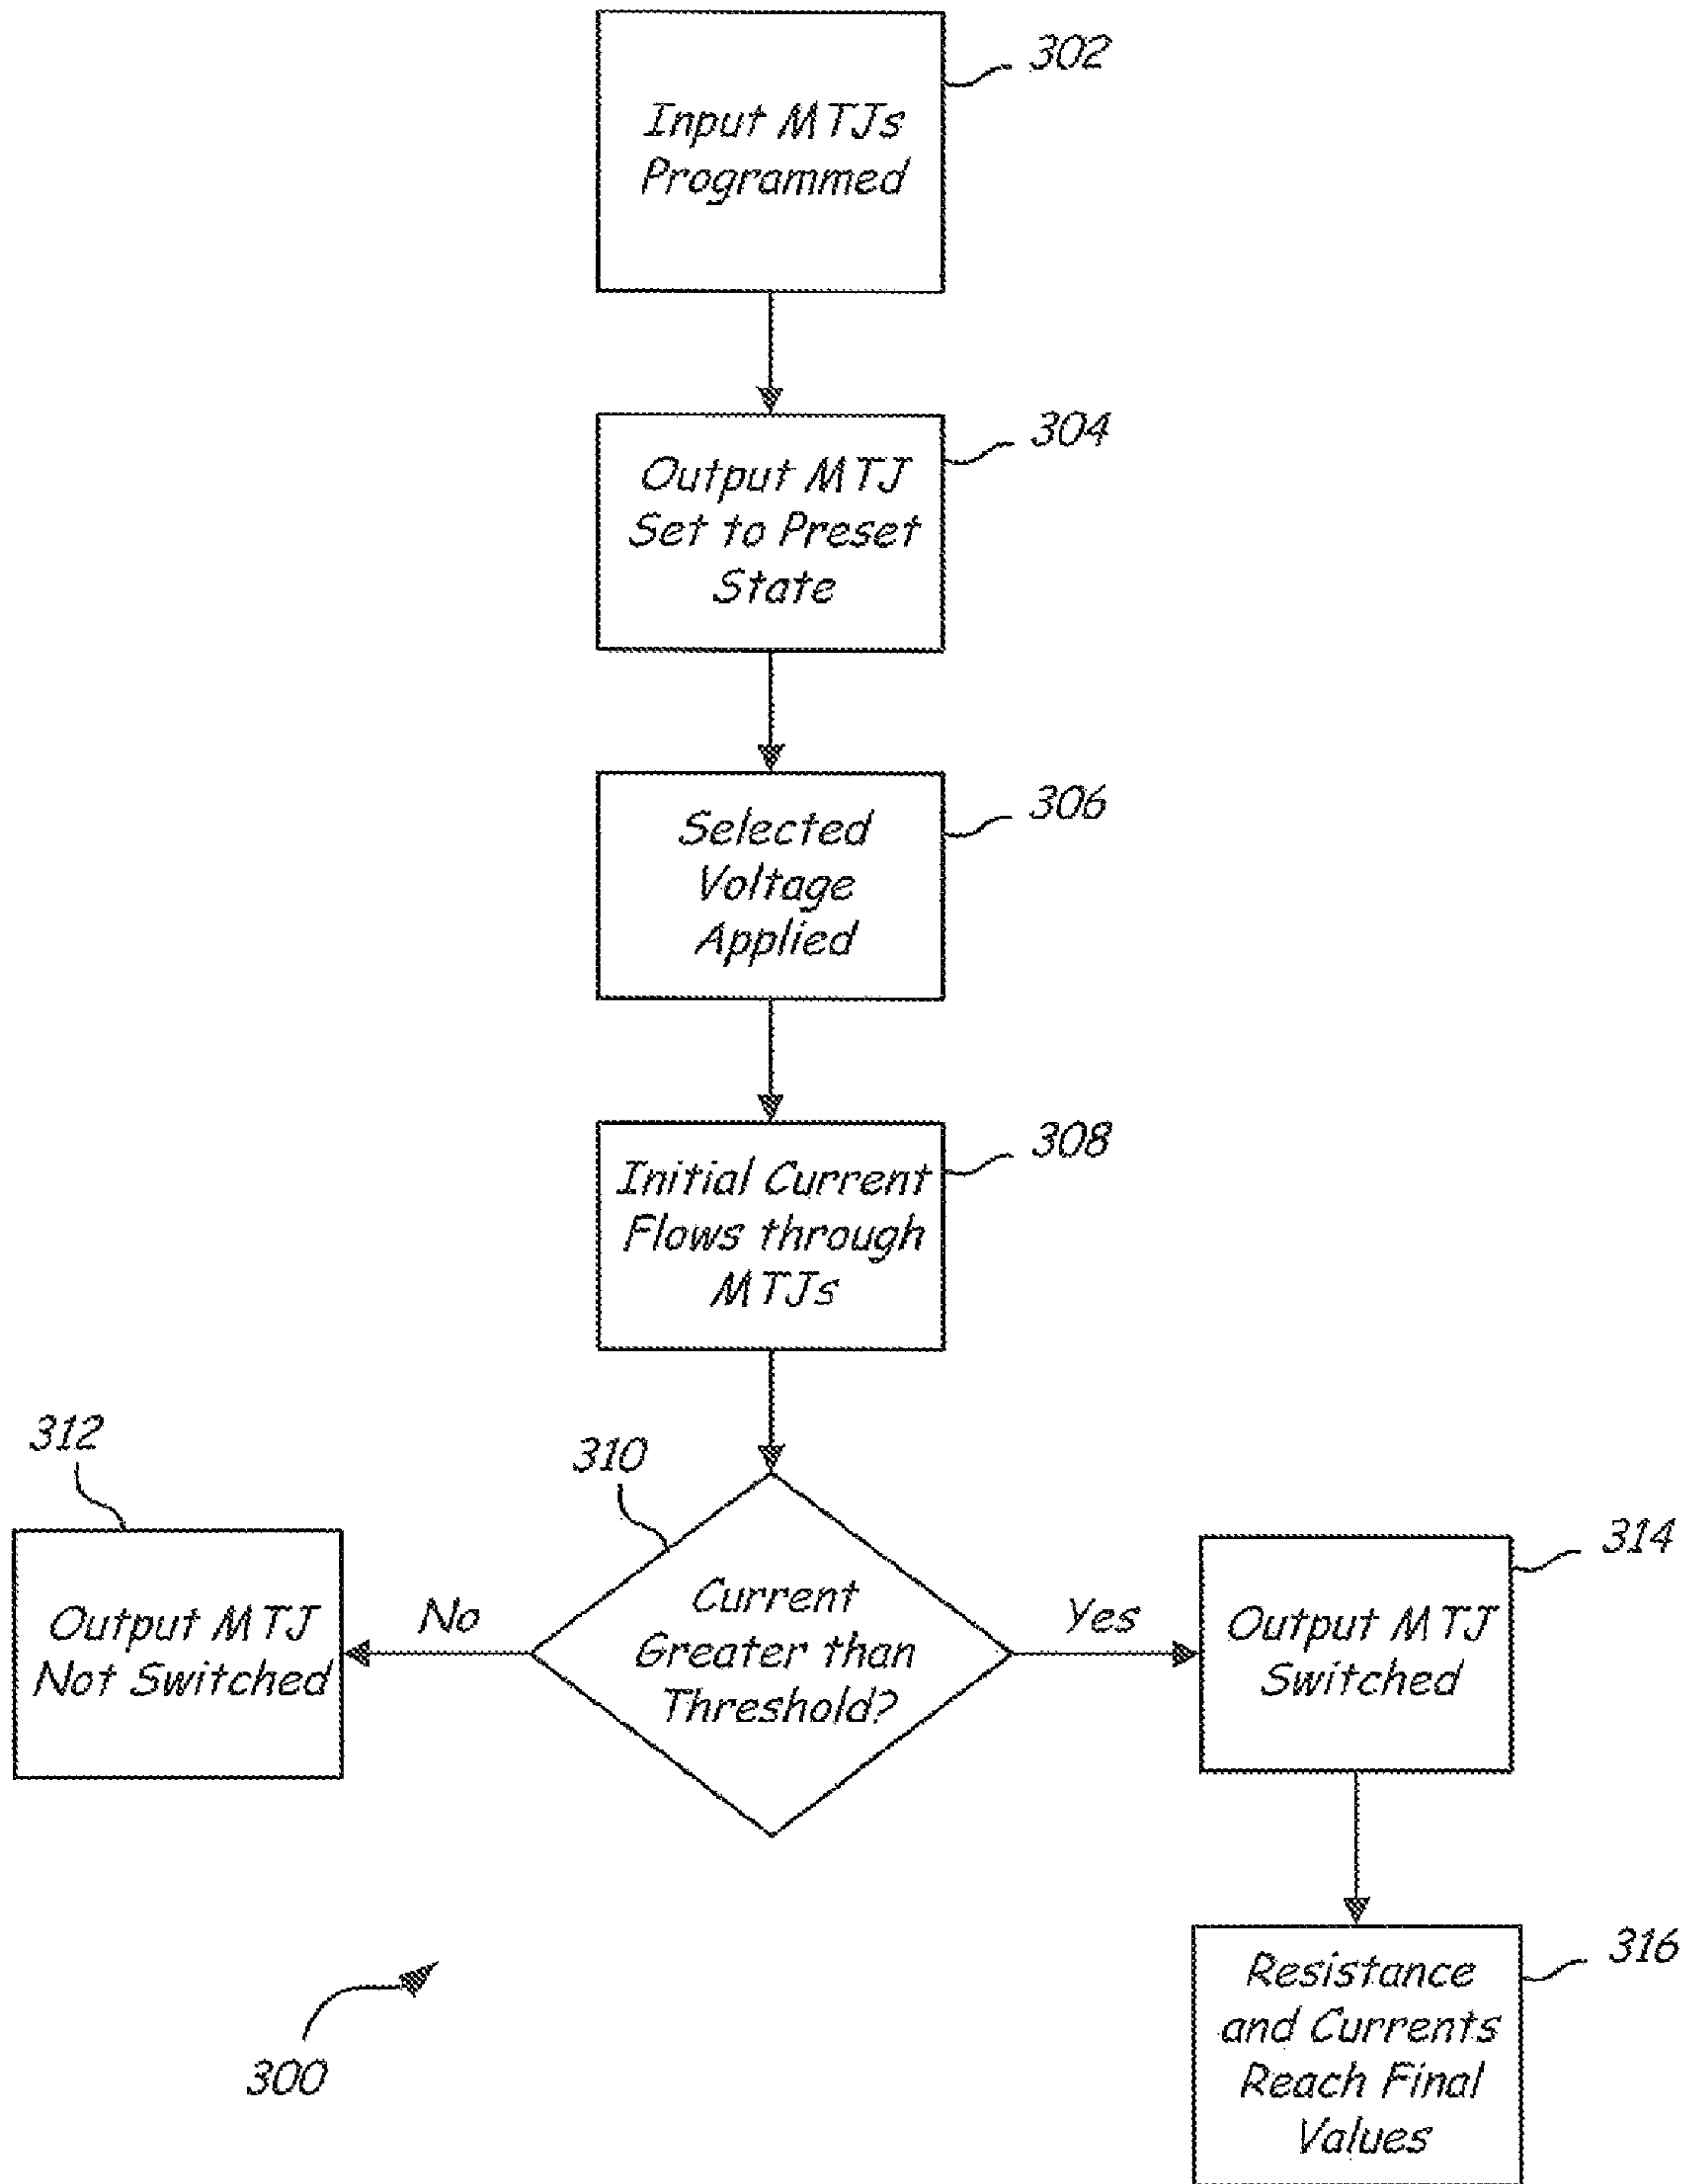 302
Input MTJs
Programmed
304
Output MTJ
Set to Preset
State
306
Selected
Voltage
Applied
308
Initial Current
Flows through
MTJs
312
310
314
Output MTJ
Not Switched
No
Current
Greater than
Threshold?
Yes
Output MTJ
Switched
316
Resistance
and Currents
Reach Final
Values
300